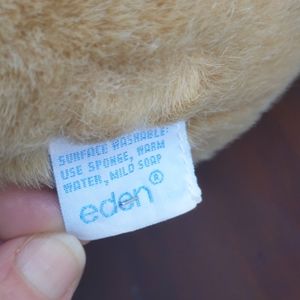 SURFACE WASHABLE:
USE SPONGE, WARM
WATER, MILD SOAP
eden®